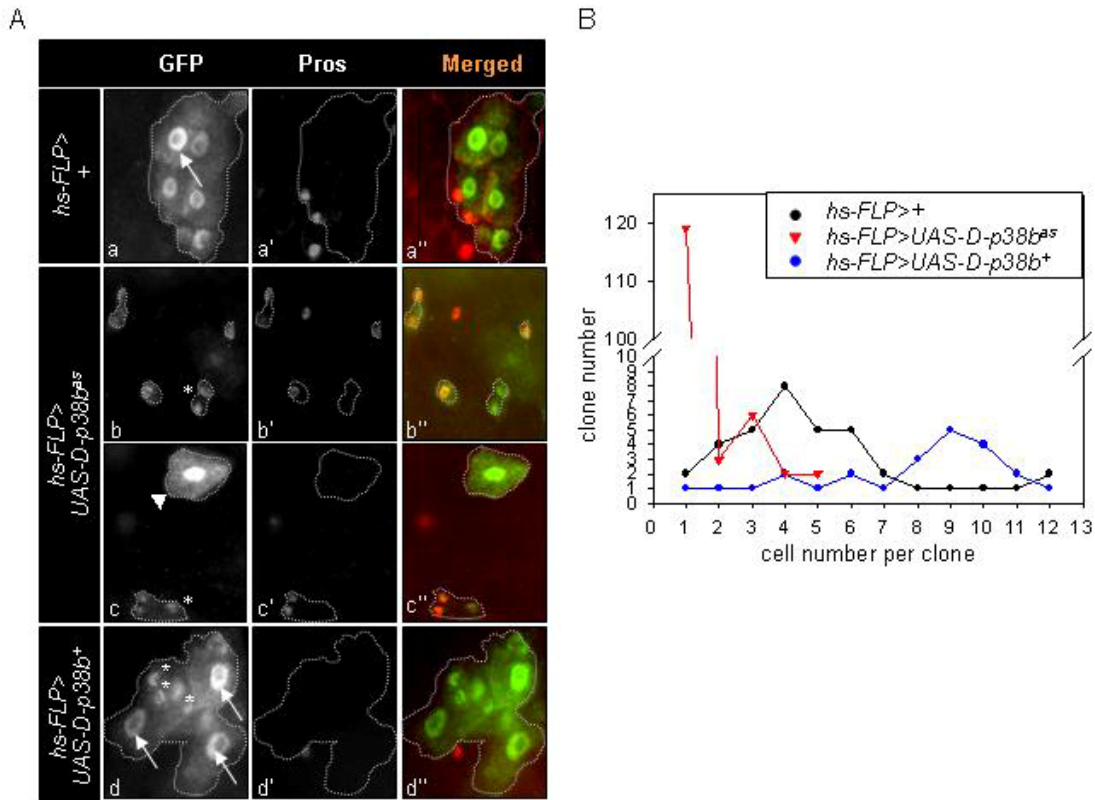 A
GFP Pros Merged
hs-FLP>
+
a a' a"
hs-FLP>
UAS-D-p38b^as
b * b' b"
c * c' c"
hs-FLP>
UAS-D-p38b^+
* * *
d d' d"
B
hs-FLP>+
hs-FLP>UAS-D-p38b^as
hs-FLP>UAS-D-p38b^+
clone number
120
110
100
10
9
8
7
6
5
4
3
2
1
0
0 1 2 3 4 5 6 7 8 9 10 11 12 13
cell number per clone